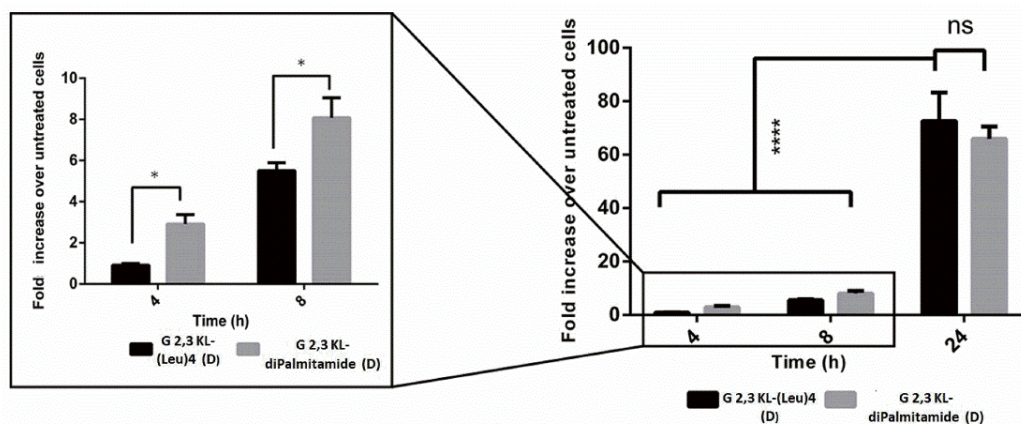 Fold increase over untreated cells
10
8
6
4
2
0
*
*
4
8
Time (h)
G 2,3 KL-
(Leu)4 (D)
G 2,3 KL-
diPalmitamide (D)
Fold increase over untreated cells
100
80
60
40
20
0
ns
****
4
8
24
Time (h)
G 2,3 KL-(Leu)4
(D)
G 2,3 KL-
diPalmitamide (D)